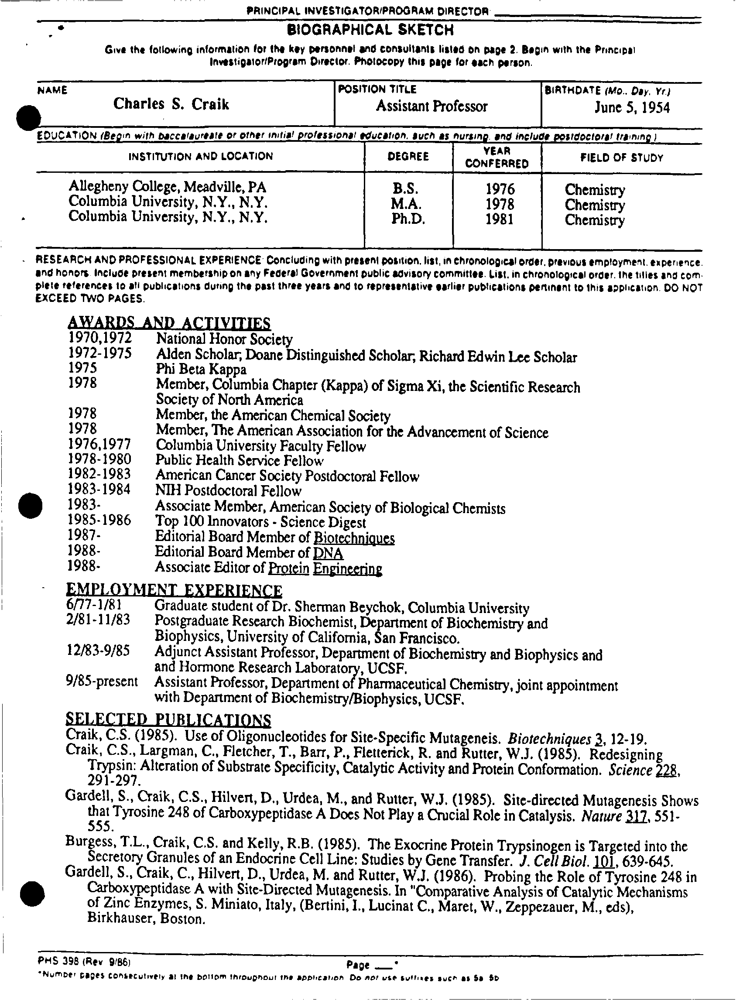 PRINCIPAL INVESTIGATOR/PROGRAM DIRECTOR:
BIOGRAPHICAL SKETCH
Give the following information for the key personnel and consultants listed on page 2. Begin with the Principal
Investigator/Program Director. Photocopy this page for each person.
NAME
POSITION TITLE
BIRTHDATE (Mo., Day, Yr.)
Charles S. Craik
Assistant Professor
June 5, 1954
EDUCATION (Begin with baccalaureate or other initial professional education, such as nursing, and include postdoctoral training.)
INSTITUTION AND LOCATION
DEGREE
YEAR CONFERRED
FIELD OF STUDY
Allegheny College, Meadville, PA B.S. 1976 Chemistry
Columbia University, N.Y., N.Y. M.A. 1978 Chemistry
Columbia University, N.Y., N.Y. Ph.D. 1981 Chemistry
RESEARCH AND PROFESSIONAL EXPERIENCE: Concluding with present position, list, in chronological order, previous employment, experience,
and honors. Include present membership on any Federal Government public advisory committee. List, in chronological order, the titles and com-
plete references to all publications during the past three years and to representative earlier publications pertinent to this application. DO NOT
EXCEED TWO PAGES.
AWARDS AND ACTIVITIES
1970,1972 National Honor Society
1972-1975 Alden Scholar; Doane Distinguished Scholar; Richard Edwin Lee Scholar
1975 Phi Beta Kappa
1978 Member, Columbia Chapter (Kappa) of Sigma Xi, the Scientific Research
Society of North America
1978 Member, the American Chemical Society
1978 Member, The American Association for the Advancement of Science
1976,1977 Columbia University Faculty Fellow
1978-1980 Public Health Service Fellow
1982-1983 American Cancer Society Postdoctoral Fellow
1983-1984 NIH Postdoctoral Fellow
1983- Associate Member, American Society of Biological Chemists
1985-1986 Top 100 Innovators - Science Digest
1987- Editorial Board Member of Biotechniques
1988- Editorial Board Member of DNA
1988- Associate Editor of Protein Engineering
EMPLOYMENT EXPERIENCE
6/77-1/81 Graduate student of Dr. Sherman Beychok, Columbia University
2/81-11/83 Postgraduate Research Biochemist, Department of Biochemistry and
Biophysics, University of California, San Francisco.
12/83-9/85 Adjunct Assistant Professor, Department of Biochemistry and Biophysics and
and Hormone Research Laboratory, UCSF.
9/85-present Assistant Professor, Department of Pharmaceutical Chemistry, joint appointment
with Department of Biochemistry/Biophysics, UCSF.
SELECTED PUBLICATIONS
Craik, C.S. (1985). Use of Oligonucleotides for Site-Specific Mutageneis. Biotechniques 3, 12-19.
Craik, C.S., Largman, C., Fletcher, T., Barr, P., Fletterick, R. and Rutter, W.J. (1985). Redesigning
Trypsin: Alteration of Substrate Specificity, Catalytic Activity and Protein Conformation. Science 228,
291-297.
Gardell, S., Craik, C.S., Hilvert, D., Urdea, M., and Rutter, W.J. (1985). Site-directed Mutagenesis Shows
that Tyrosine 248 of Carboxypeptidase A Does Not Play a Crucial Role in Catalysis. Nature 317, 551-
555.
Burgess, T.L., Craik, C.S. and Kelly, R.B. (1985). The Exocrine Protein Trypsinogen is Targeted into the
Secretory Granules of an Endocrine Cell Line: Studies by Gene Transfer. J. Cell Biol. 101, 639-645.
Gardell, S., Craik, C., Hilvert, D., Urdea, M. and Rutter, W.J. (1986). Probing the Role of Tyrosine 248 in
Carboxypeptidase A with Site-Directed Mutagenesis. In "Comparative Analysis of Catalytic Mechanisms
of Zinc Enzymes, S. Miniato, Italy, (Bertini, I., Lucinat C., Maret, W., Zeppezauer, M., eds),
Birkhauser, Boston.
PHS 398 (Rev. 9/86)
Page ___*
*Number pages consecutively at the bottom throughout the application. Do not use suffixes such as 5a, 5b.